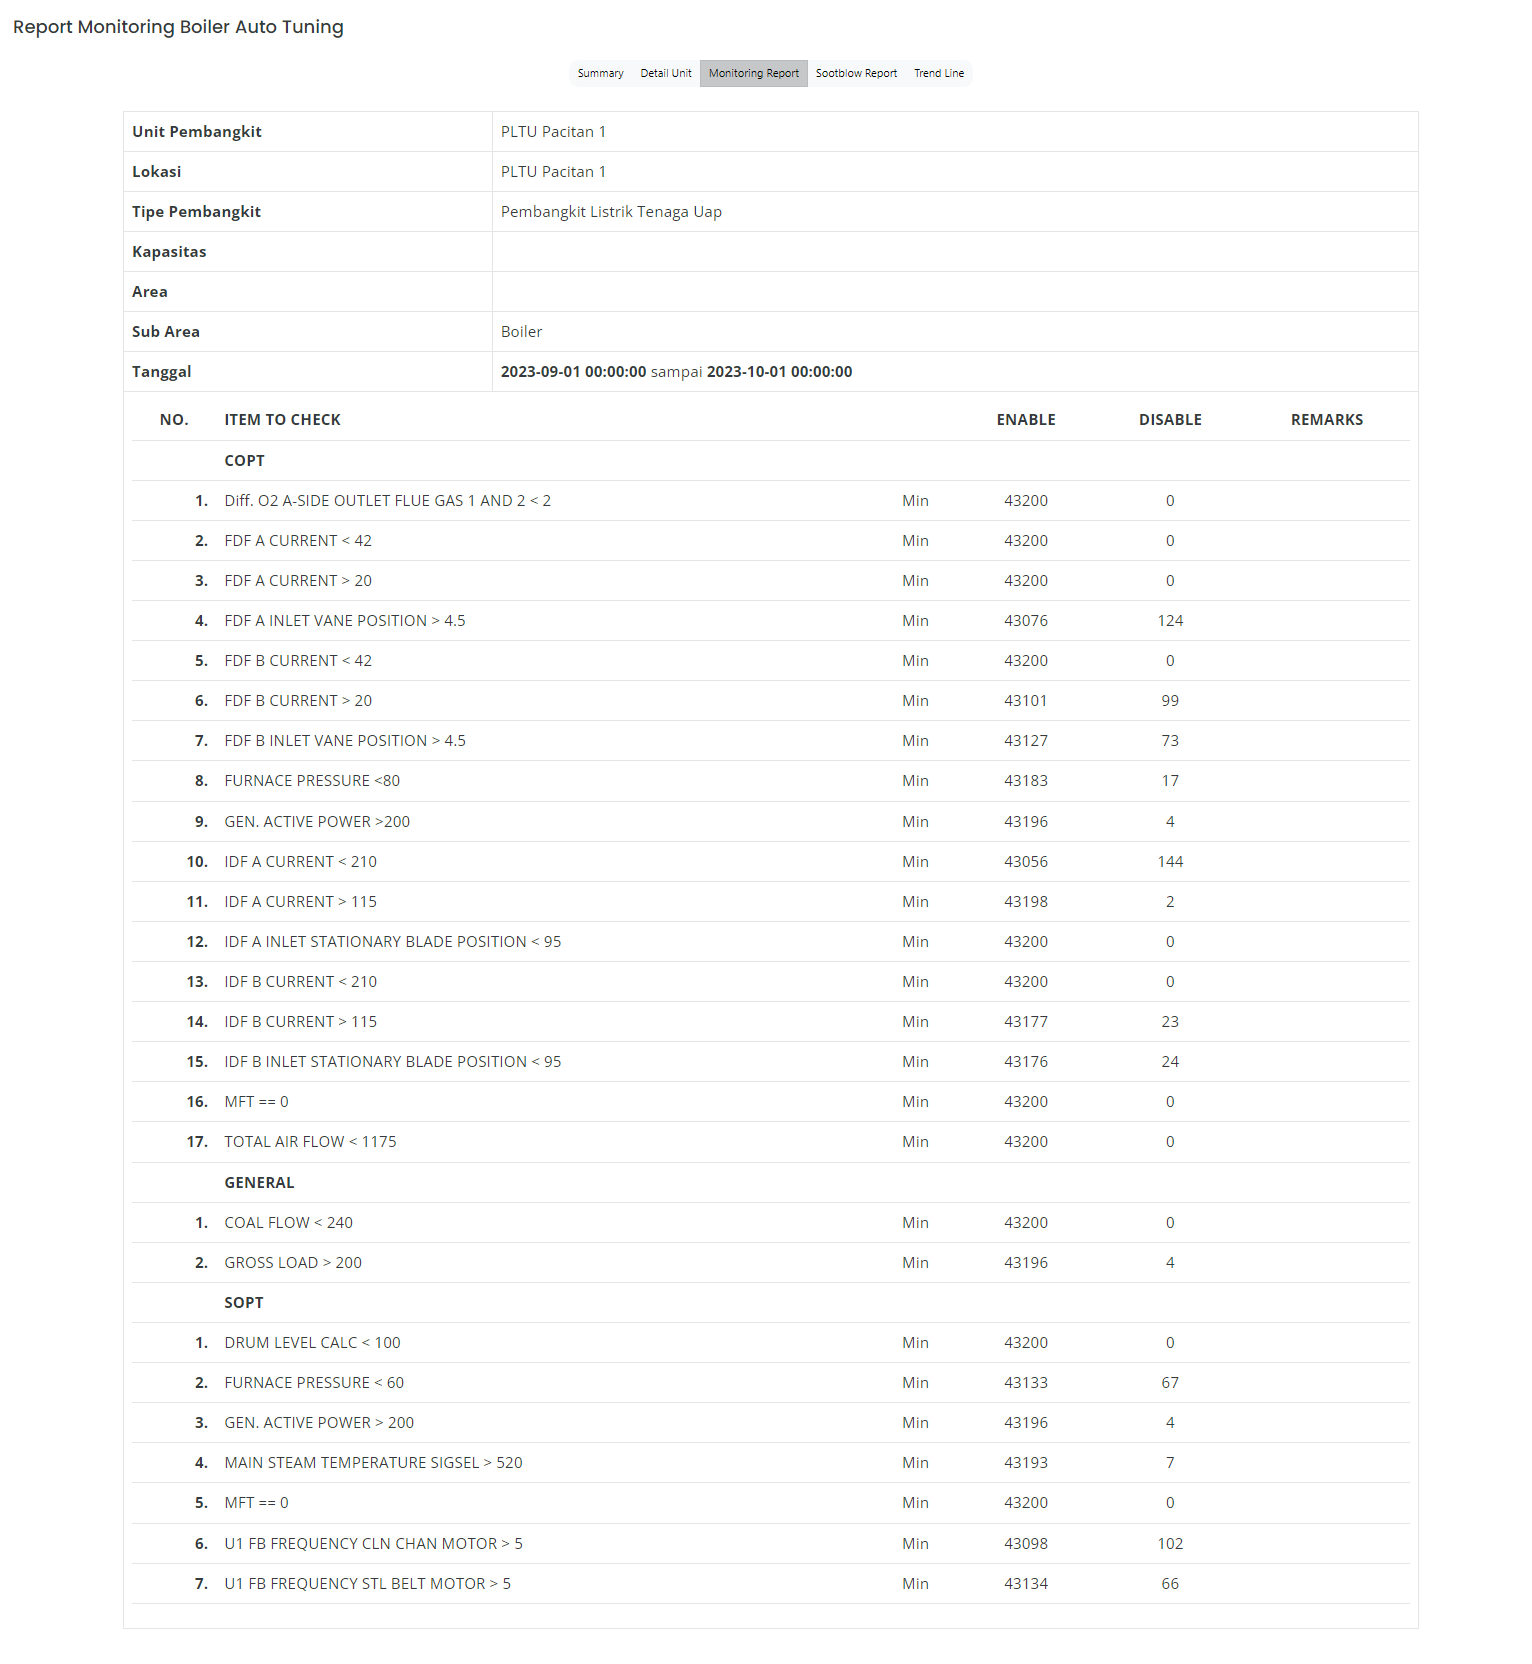 Report Monitoring Boiler Auto Tuning
Summary Detail Unit Monitoring Report Sootblow Report Trend Line
Unit Pembangkit PLTU Pacitan 1
Lokasi PLTU Pacitan 1
Tipe Pembangkit Pembangkit Listrik Tenaga Uap
Kapasitas
Area
Sub Area Boiler
Tanggal 2023-09-01 00:00:00 sampai 2023-10-01 00:00:00
NO. ITEM TO CHECK ENABLE DISABLE REMARKS
COPT
1. Diff. O2 A-SIDE OUTLET FLUE GAS 1 AND 2 < 2 Min 43200 0
2. FDF A CURRENT < 42 Min 43200 0
3. FDF A CURRENT > 20 Min 43200 0
4. FDF A INLET VANE POSITION > 4.5 Min 43076 124
5. FDF B CURRENT < 42 Min 43200 0
6. FDF B CURRENT > 20 Min 43101 99
7. FDF B INLET VANE POSITION > 4.5 Min 43127 73
8. FURNACE PRESSURE <80 Min 43183 17
9. GEN. ACTIVE POWER >200 Min 43196 4
10. IDF A CURRENT < 210 Min 43056 144
11. IDF A CURRENT > 115 Min 43198 2
12. IDF A INLET STATIONARY BLADE POSITION < 95 Min 43200 0
13. IDF B CURRENT < 210 Min 43200 0
14. IDF B CURRENT > 115 Min 43177 23
15. IDF B INLET STATIONARY BLADE POSITION < 95 Min 43176 24
16. MFT == 0 Min 43200 0
17. TOTAL AIR FLOW < 1175 Min 43200 0
GENERAL
1. COAL FLOW < 240 Min 43200 0
2. GROSS LOAD > 200 Min 43196 4
SOPT
1. DRUM LEVEL CALC < 100 Min 43200 0
2. FURNACE PRESSURE < 60 Min 43133 67
3. GEN. ACTIVE POWER > 200 Min 43196 4
4. MAIN STEAM TEMPERATURE SIGSEL > 520 Min 43193 7
5. MFT == 0 Min 43200 0
6. U1 FB FREQUENCY CLN CHAN MOTOR > 5 Min 43098 102
7. U1 FB FREQUENCY STL BELT MOTOR > 5 Min 43134 66